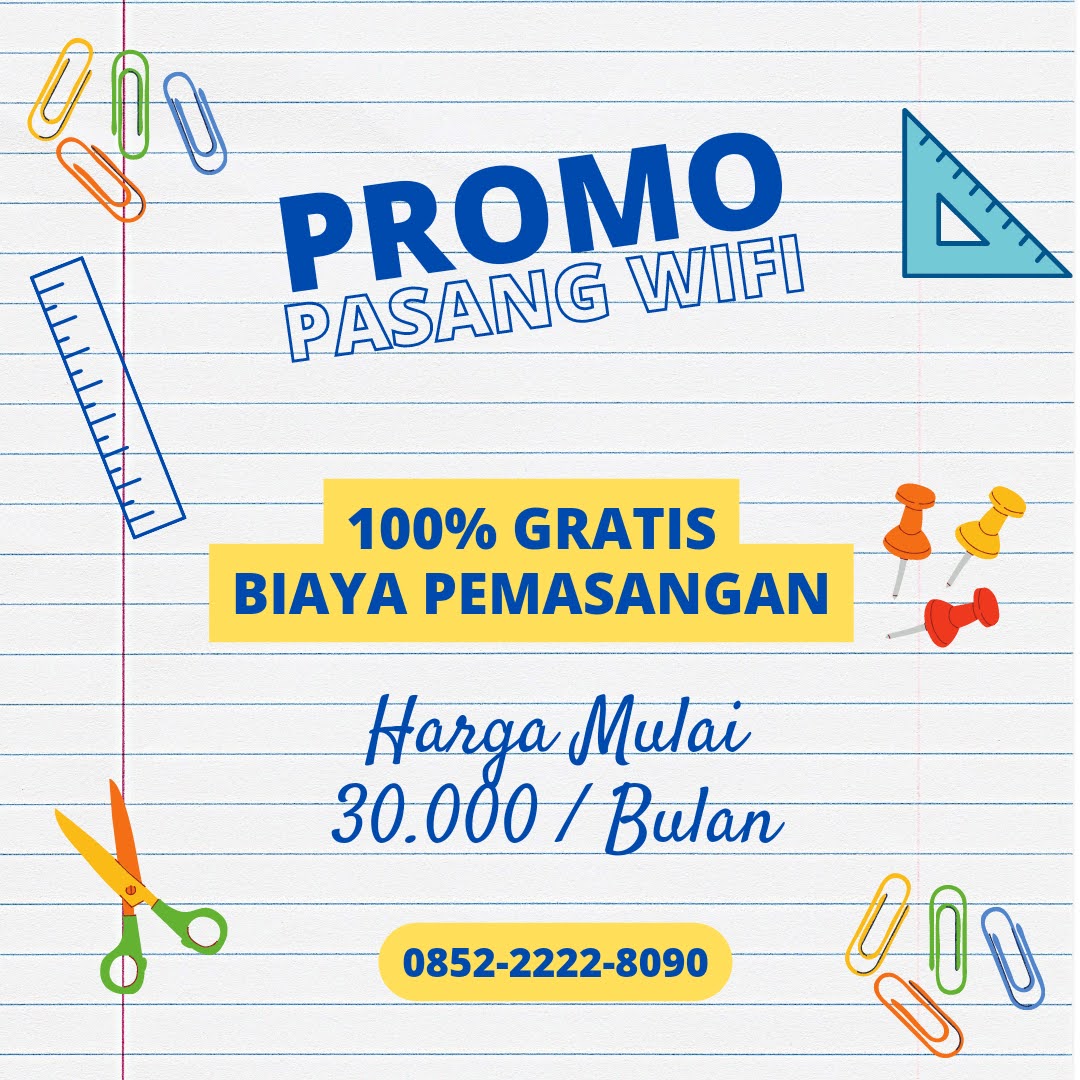 PROMO
PASANG WIFI
100% GRATIS
BIAYA PEMASANGAN
Harga Mulai
30.000 / Bulan
0852-2222-8090